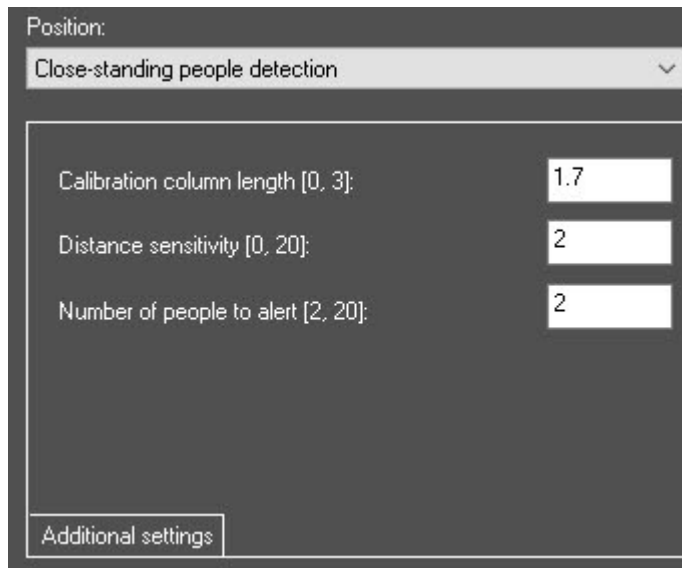 Position:
Close-standing people detection
Calibration column length [0, 3]: 1.7
Distance sensitivity [0, 20]: 2
Number of people to alert [2, 20]: 2
Additional settings